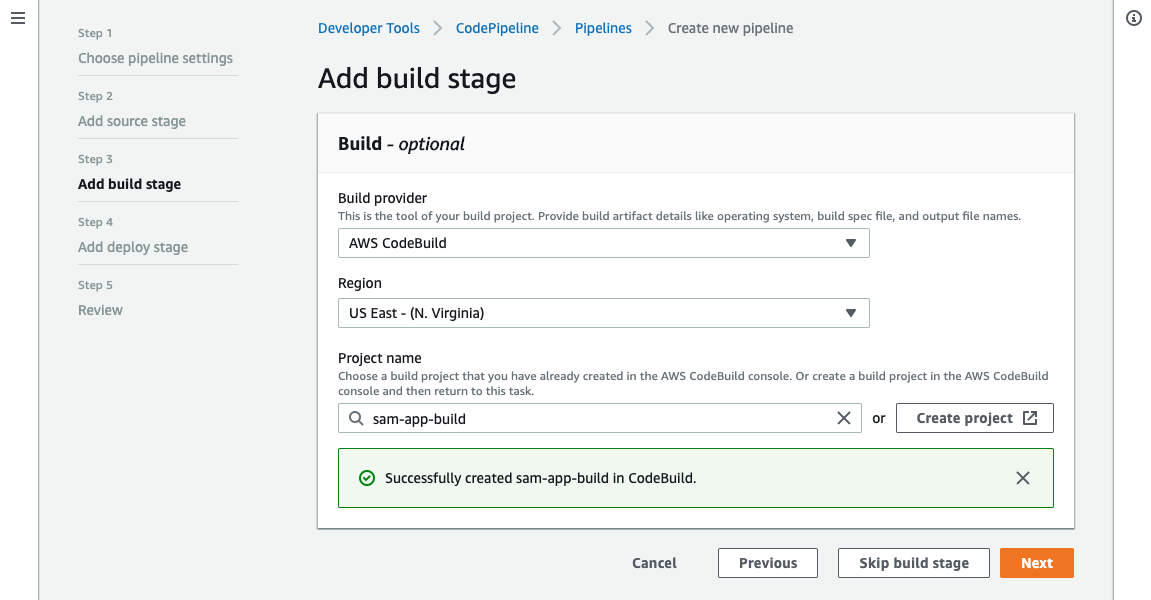 Step 1
Choose pipeline settings
Step 2
Add source stage
Step 3
Add build stage
Step 4
Add deploy stage
Step 5
Review
Developer Tools
CodePipeline
Pipelines
Create new pipeline
Add build stage
Build - optional
Build provider
This is the tool of your build project. Provide build artifact details like operating system, build spec file, and output file names.
AWS CodeBuild
Region
US East - (N. Virginia)
Project name
Choose a build project that you have already created in the AWS CodeBuild console. Or create a build project in the AWS CodeBuild
console and then return to this task.
sam-app-build
or
Create project
Successfully created sam-app-build in CodeBuild.
Cancel
Previous
Skip build stage
Next